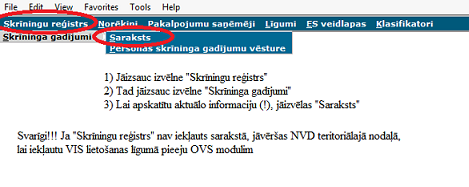 File Edit View Favorites Tools Help
Skrīningu reģistrs Norēķini Pakalpojumu saņēmēji Līgumi ES veidlapas Klasifikatori
Skrīninga gadījumi Saraksts
Personas skrīninga gadījumu vēsture
1) Jāizsauc izvēlne "Skrīningu reģistrs"
2) Tad jāizsauc izvēlne "Skrīninga gadījumi"
3) Lai apskatītu aktuālo informaciju (!), jāizvēlas "Saraksts"
Svarīgi!!! Ja "Skrīningu reģistrs" nav iekļauts sarakstā, jāvēršas NVD teritoriālajā nodaļā,
lai iekļautu VIS lietošanas līgumā pieeju OVS modulim